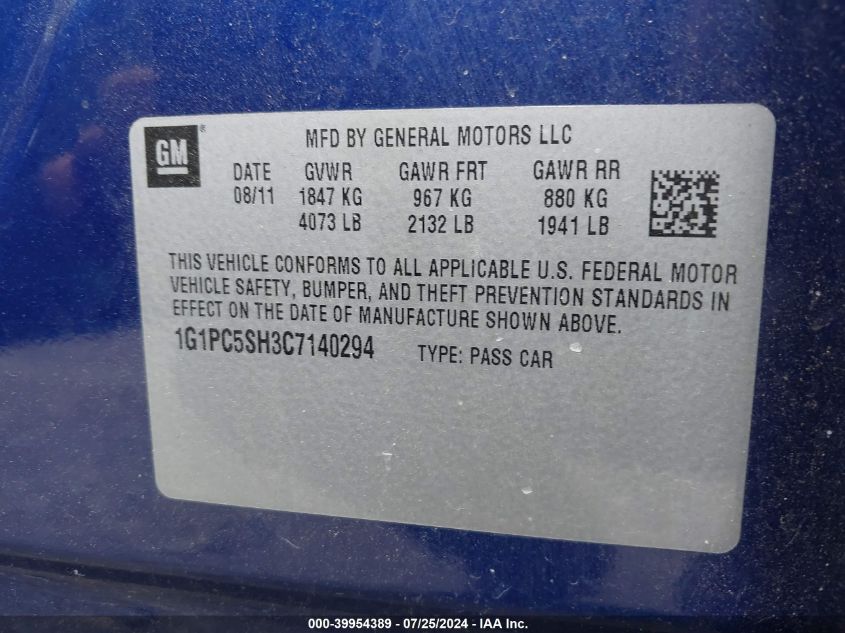 GM ®
MFD BY GENERAL MOTORS LLC
DATE GVWR GAWR FRT GAWR RR
08/11 1847 KG 967 KG 880 KG
4073 LB 2132 LB 1941 LB
THIS VEHICLE CONFORMS TO ALL APPLICABLE U.S. FEDERAL MOTOR
VEHICLE SAFETY, BUMPER, AND THEFT PREVENTION STANDARDS IN
EFFECT ON THE DATE OF MANUFACTURE SHOWN ABOVE.
1G1PC5SH3C7140294 TYPE: PASS CAR
000-39954389 - 07/25/2024 - IAA Inc.